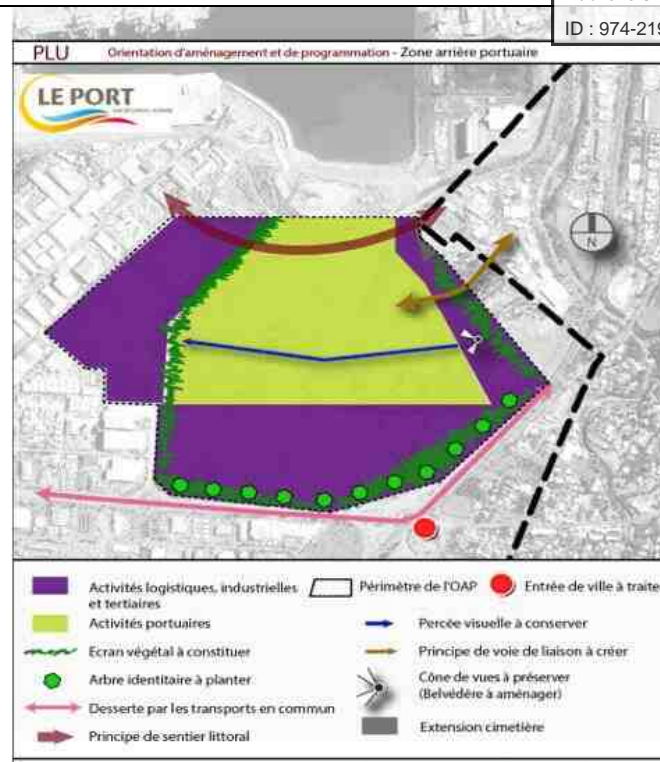 ID : 974-219
PLU Orientation d'aménagement et de programmation - Zone arrière portuaire
LE PORT
N
Activités logistiques, industrielles et tertiaires
Activités portuaires
Ecran végétal à constituer
Arbre identitaire à planter
Desserte par les transports en commun
Principe de sentier littoral
Périmètre de l'OAP
Entrée de ville à traite
Percée visuelle à conserver
Principe de voie de liaison à créer
Cône de vues à préserver
(Belvédère à aménager)
Extension cimetière